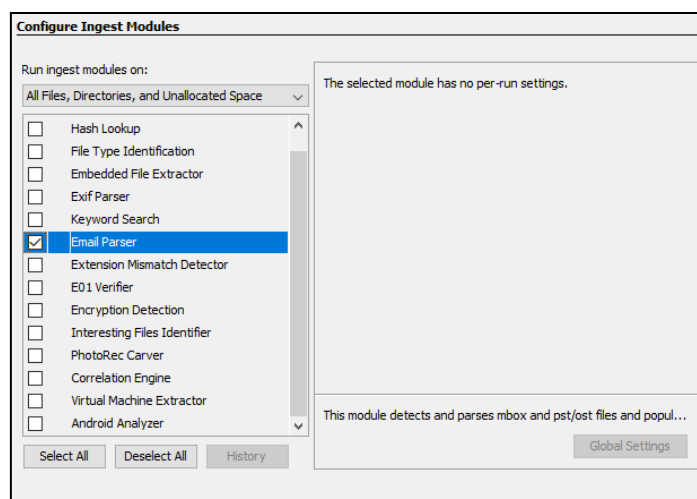 Configure Ingest Modules
Run ingest modules on:
All Files, Directories, and Unallocated Space
Hash Lookup
File Type Identification
Embedded File Extractor
Exif Parser
Keyword Search
Email Parser
Extension Mismatch Detector
E01 Verifier
Encryption Detection
Interesting Files Identifier
PhotoRec Carver
Correlation Engine
Virtual Machine Extractor
Android Analyzer
Select All
Deselect All
History
The selected module has no per-run settings.
This module detects and parses mbox and pst/ost files and popul...
Global Settings